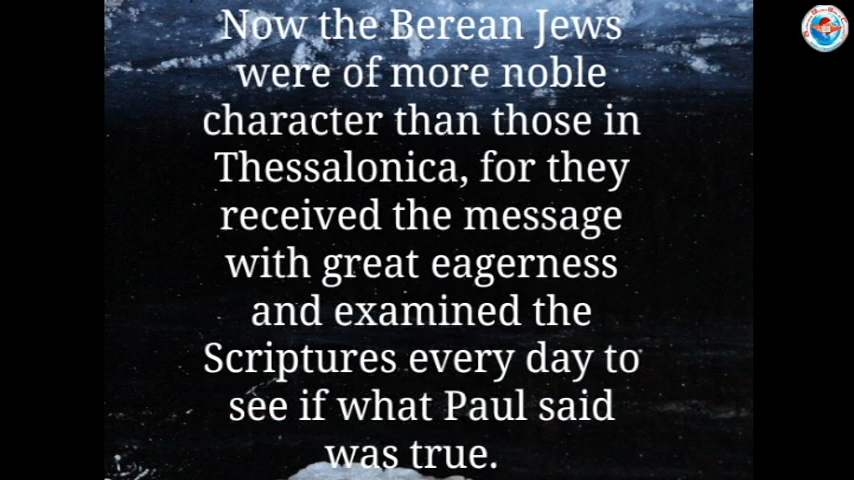 Now the Berean Jews
were of more noble
character than those in
Thessalonica, for they
received the message
with great eagerness
and examined the
Scriptures every day to
see if what Paul said
was true.